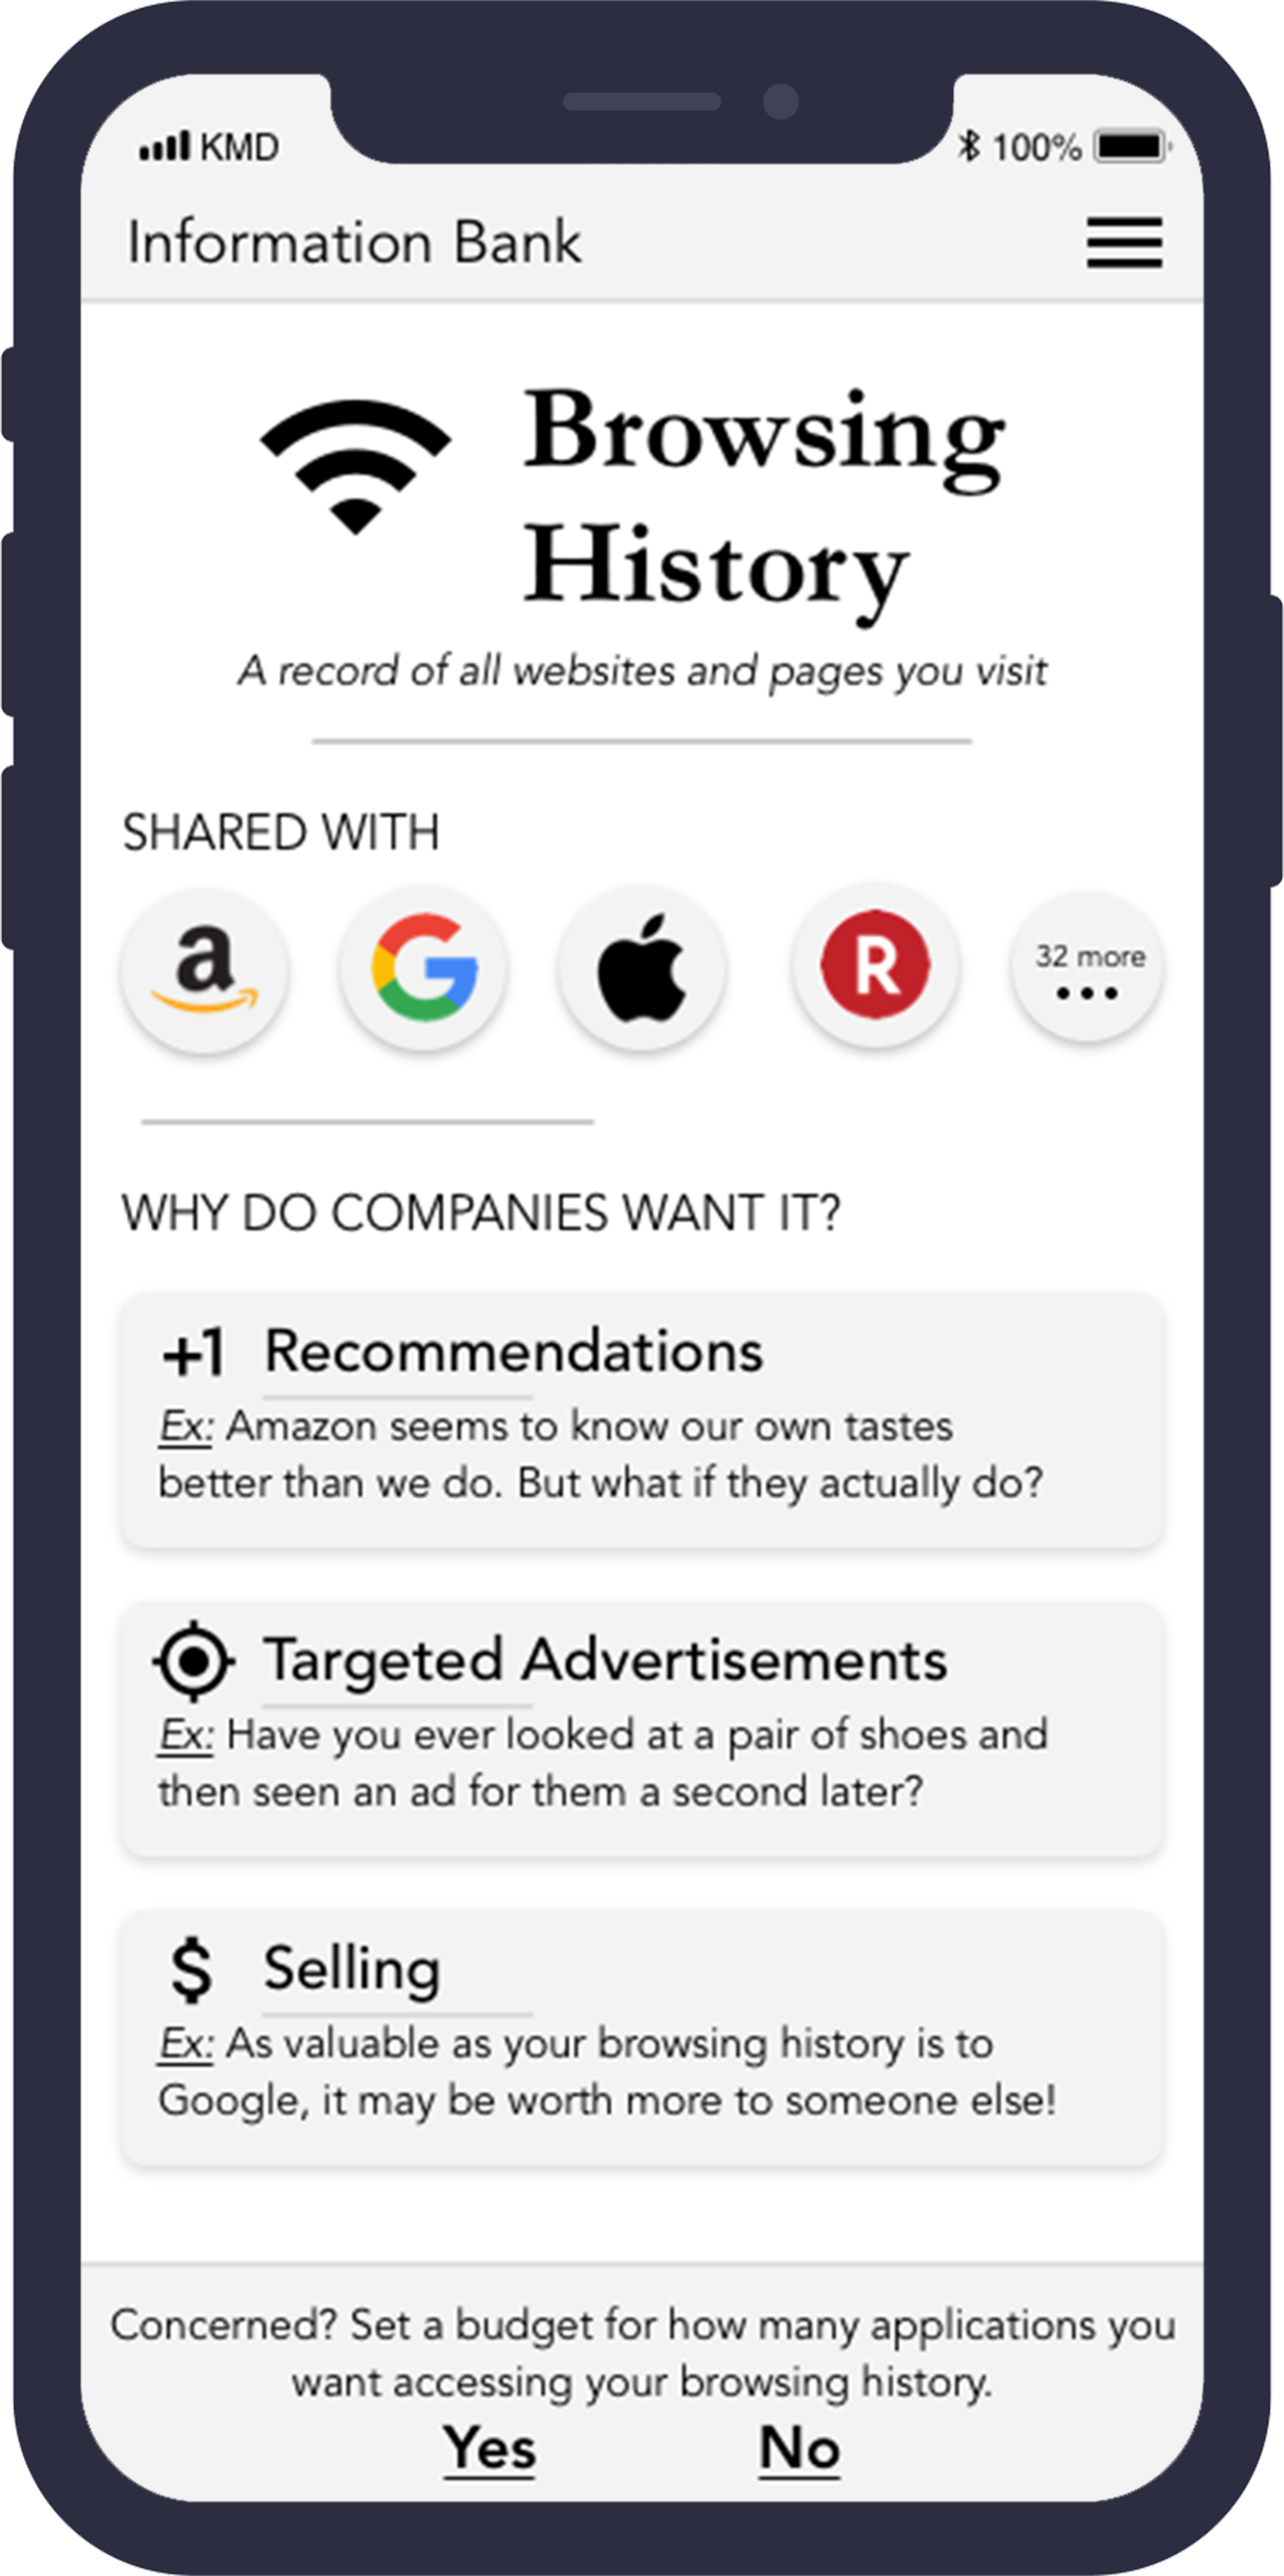 KMD 100%
Information Bank
Browsing
History
A record of all websites and pages you visit
SHARED WITH
a G R 32 more
WHY DO COMPANIES WANT IT?
+1 Recommendations
Ex: Amazon seems to know our own tastes
better than we do. But what if they actually do?
Targeted Advertisements
Ex: Have you ever looked at a pair of shoes and
then seen an ad for them a second later?
$ Selling
Ex: As valuable as your browsing history is to
Google, it may be worth more to someone else!
Concerned? Set a budget for how many applications you
want accessing your browsing history.
Yes No